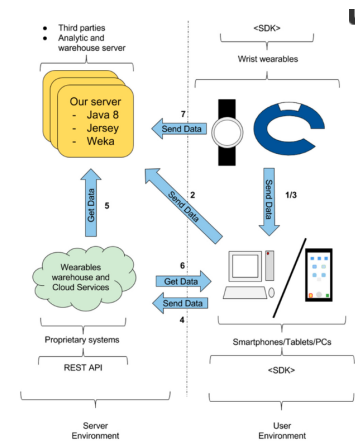 ● Third parties
● Analytic and
warehouse server
<SDK>
Wrist wearables
Our server
- Java 8
- Jersey
- Weka
7
Send Data
Send Data
1/3
2
Send Data
Get Data
5
Wearables
warehouse and
Cloud Services
6
Get Data
Send Data
4
Proprietary systems
REST API
Smartphones/Tablets/PCs
<SDK>
Server
Environment
User
Environment